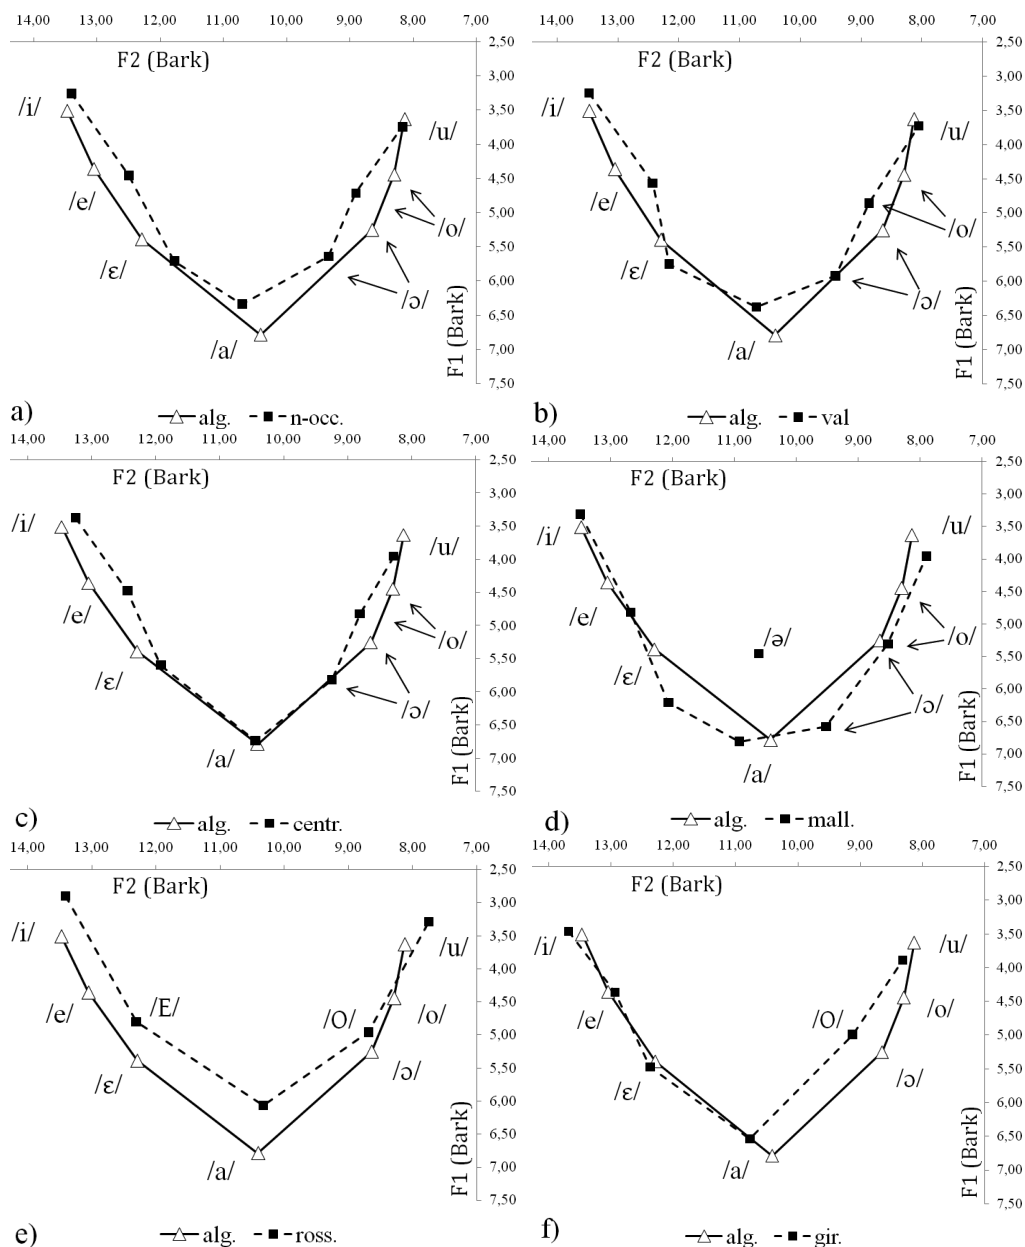 14,00 13,00 12,00 11,00 10,00 9,00 8,00 7,00
F2 (Bark)
2,50
3,00
3,50
4,00
4,50
5,00
5,50
6,00
6,50
7,00
7,50
F1 (Bark)
/i/
/u/
/e/
/o/
/ɛ/
/ə/
/a/
a)
alg. n-occ.
14,00 13,00 12,00 11,00 10,00 9,00 8,00 7,00
F2 (Bark)
2,50
3,00
3,50
4,00
4,50
5,00
5,50
6,00
6,50
7,00
7,50
F1 (Bark)
/i/
/u/
/e/
/o/
/ɛ/
/ə/
/a/
b)
alg. val
14,00 13,00 12,00 11,00 10,00 9,00 8,00 7,00
F2 (Bark)
2,50
3,00
3,50
4,00
4,50
5,00
5,50
6,00
6,50
7,00
7,50
F1 (Bark)
/i/
/u/
/e/
/o/
/ɛ/
/ə/
/a/
c)
alg. centr.
14,00 13,00 12,00 11,00 10,00 9,00 8,00 7,00
F2 (Bark)
2,50
3,00
3,50
4,00
4,50
5,00
5,50
6,00
6,50
7,00
7,50
F1 (Bark)
/i/
/u/
/e/
/ə/
/o/
/ɛ/
/ə/
/a/
d)
alg. mall.
14,00 13,00 12,00 11,00 10,00 9,00 8,00 7,00
F2 (Bark)
2,50
3,00
3,50
4,00
4,50
5,00
5,50
6,00
6,50
7,00
7,50
F1 (Bark)
/i/
/u/
/E/
/e/
/O/
/o/
/ɛ/
/ə/
/a/
e)
alg. ross.
14,00 13,00 12,00 11,00 10,00 9,00 8,00 7,00
F2 (Bark)
2,50
3,00
3,50
4,00
4,50
5,00
5,50
6,00
6,50
7,00
7,50
F1 (Bark)
/i/
/u/
/e/
/O/
/o/
/ɛ/
/ə/
/a/
f)
alg. gir.